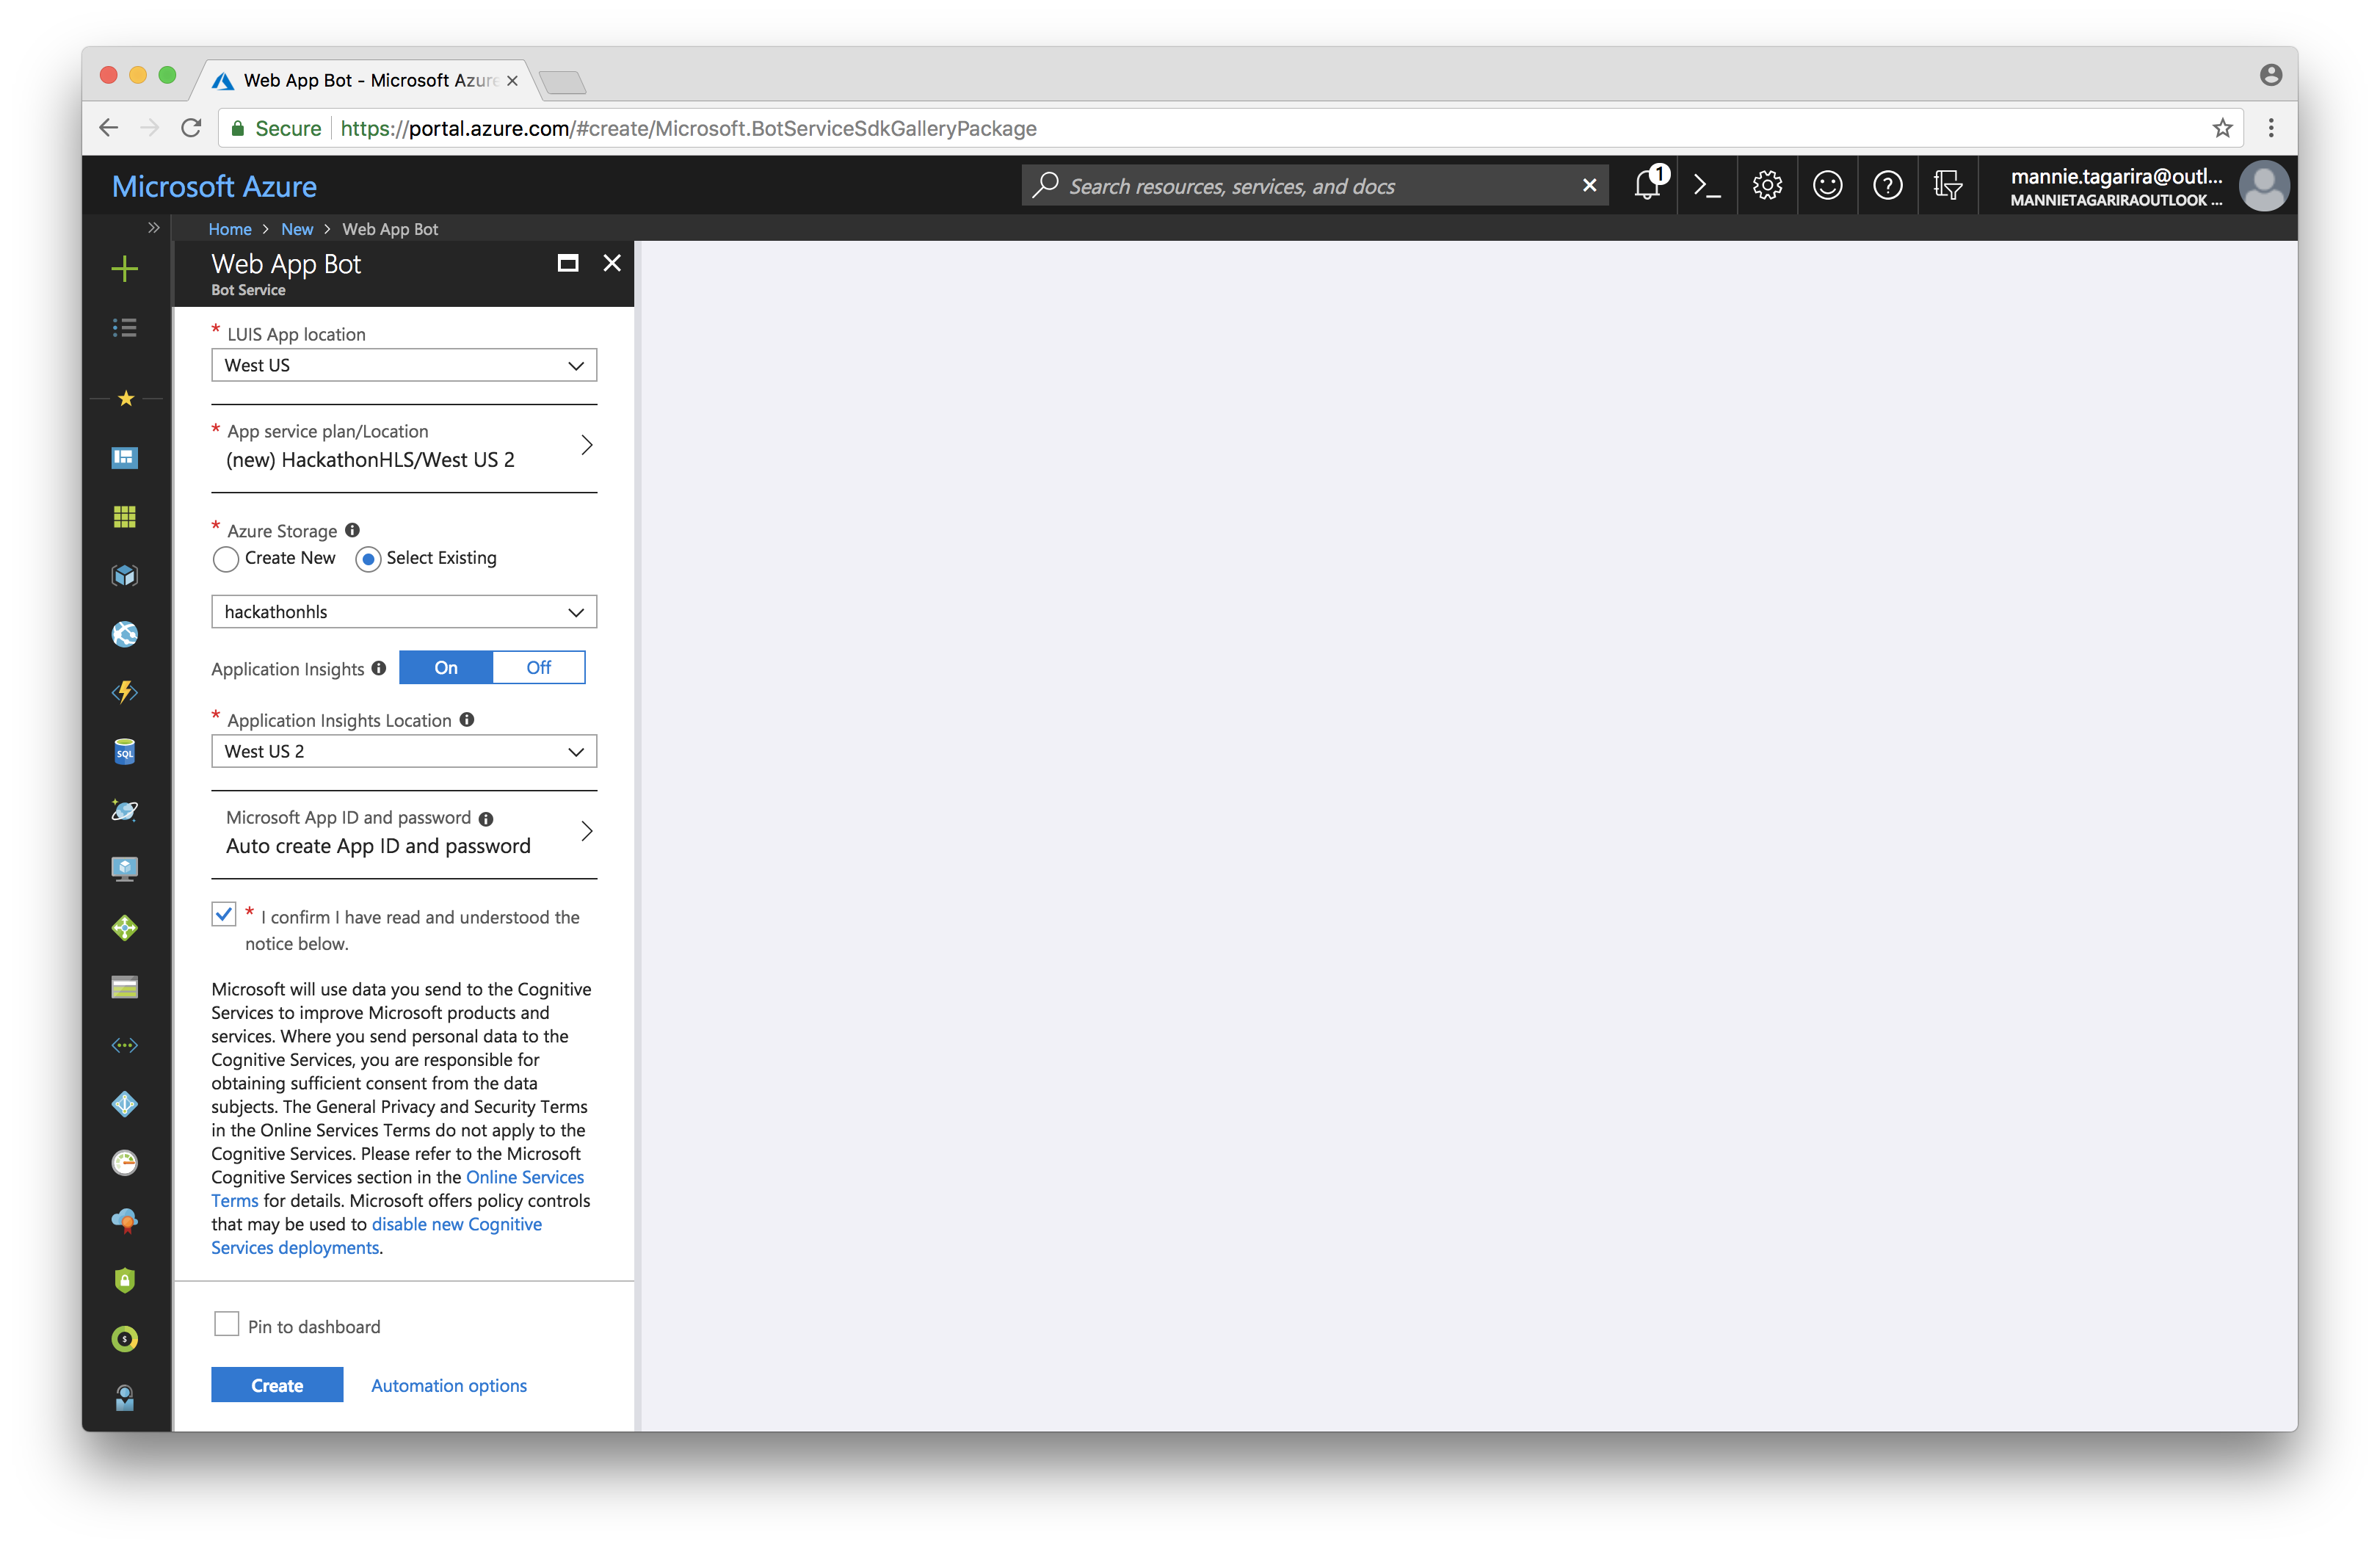 Web App Bot - Microsoft Azure
Secure https://portal.azure.com/#create/Microsoft.BotServiceSdkGalleryPackage
Microsoft Azure
Search resources, services, and docs
1
mannie.tagarira@outl...
MANNIETAGARIRAOUTLOOK ...
Home > New > Web App Bot
Web App Bot
Bot Service
* LUIS App location
West US
* App service plan/Location
(new) HackathonHLS/West US 2
* Azure Storage
Create New Select Existing
hackathonhls
Application Insights On Off
* Application Insights Location
West US 2
Microsoft App ID and password
Auto create App ID and password
* I confirm I have read and understood the
notice below.
Microsoft will use data you send to the Cognitive
Services to improve Microsoft products and
services. Where you send personal data to the
Cognitive Services, you are responsible for
obtaining sufficient consent from the data
subjects. The General Privacy and Security Terms
in the Online Services Terms do not apply to the
Cognitive Services. Please refer to the Microsoft
Cognitive Services section in the Online Services
Terms for details. Microsoft offers policy controls
that may be used to disable new Cognitive
Services deployments.
Pin to dashboard
Create Automation options
SQL